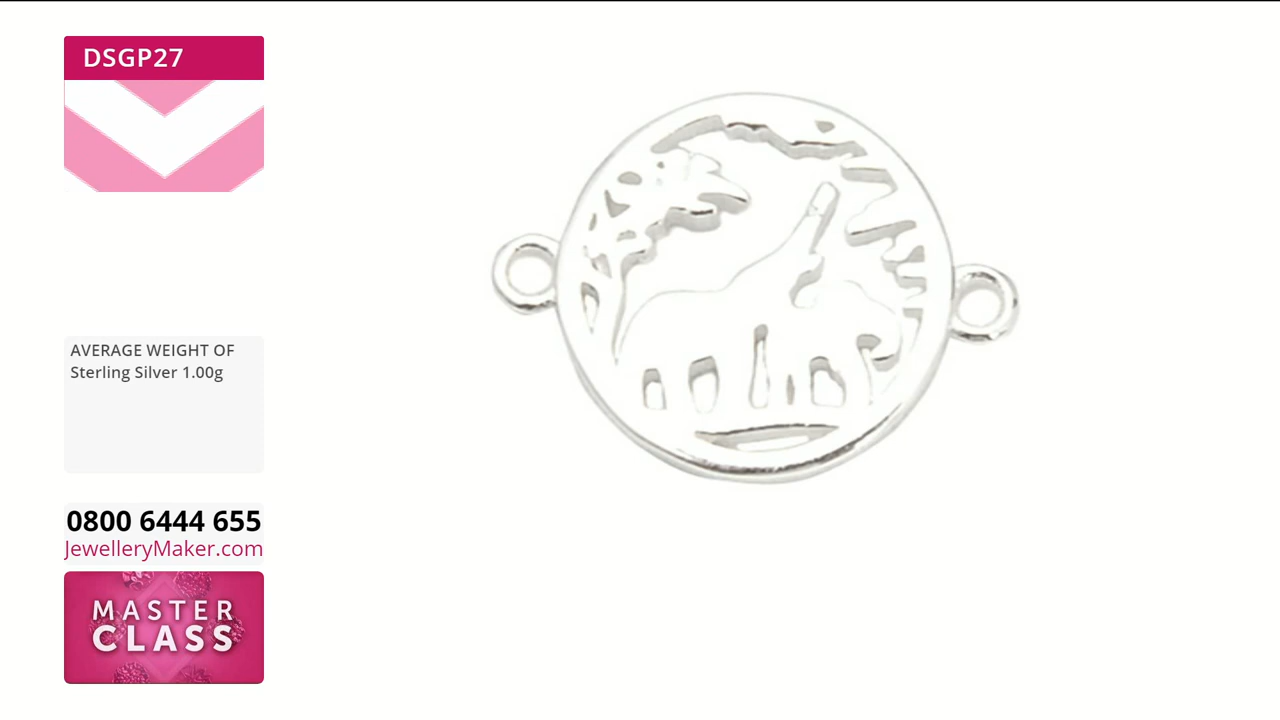 DSGP27
AVERAGE WEIGHT OF
Sterling Silver 1.00g
0800 6444 655
JewelleryMaker.com
MASTER
CLASS